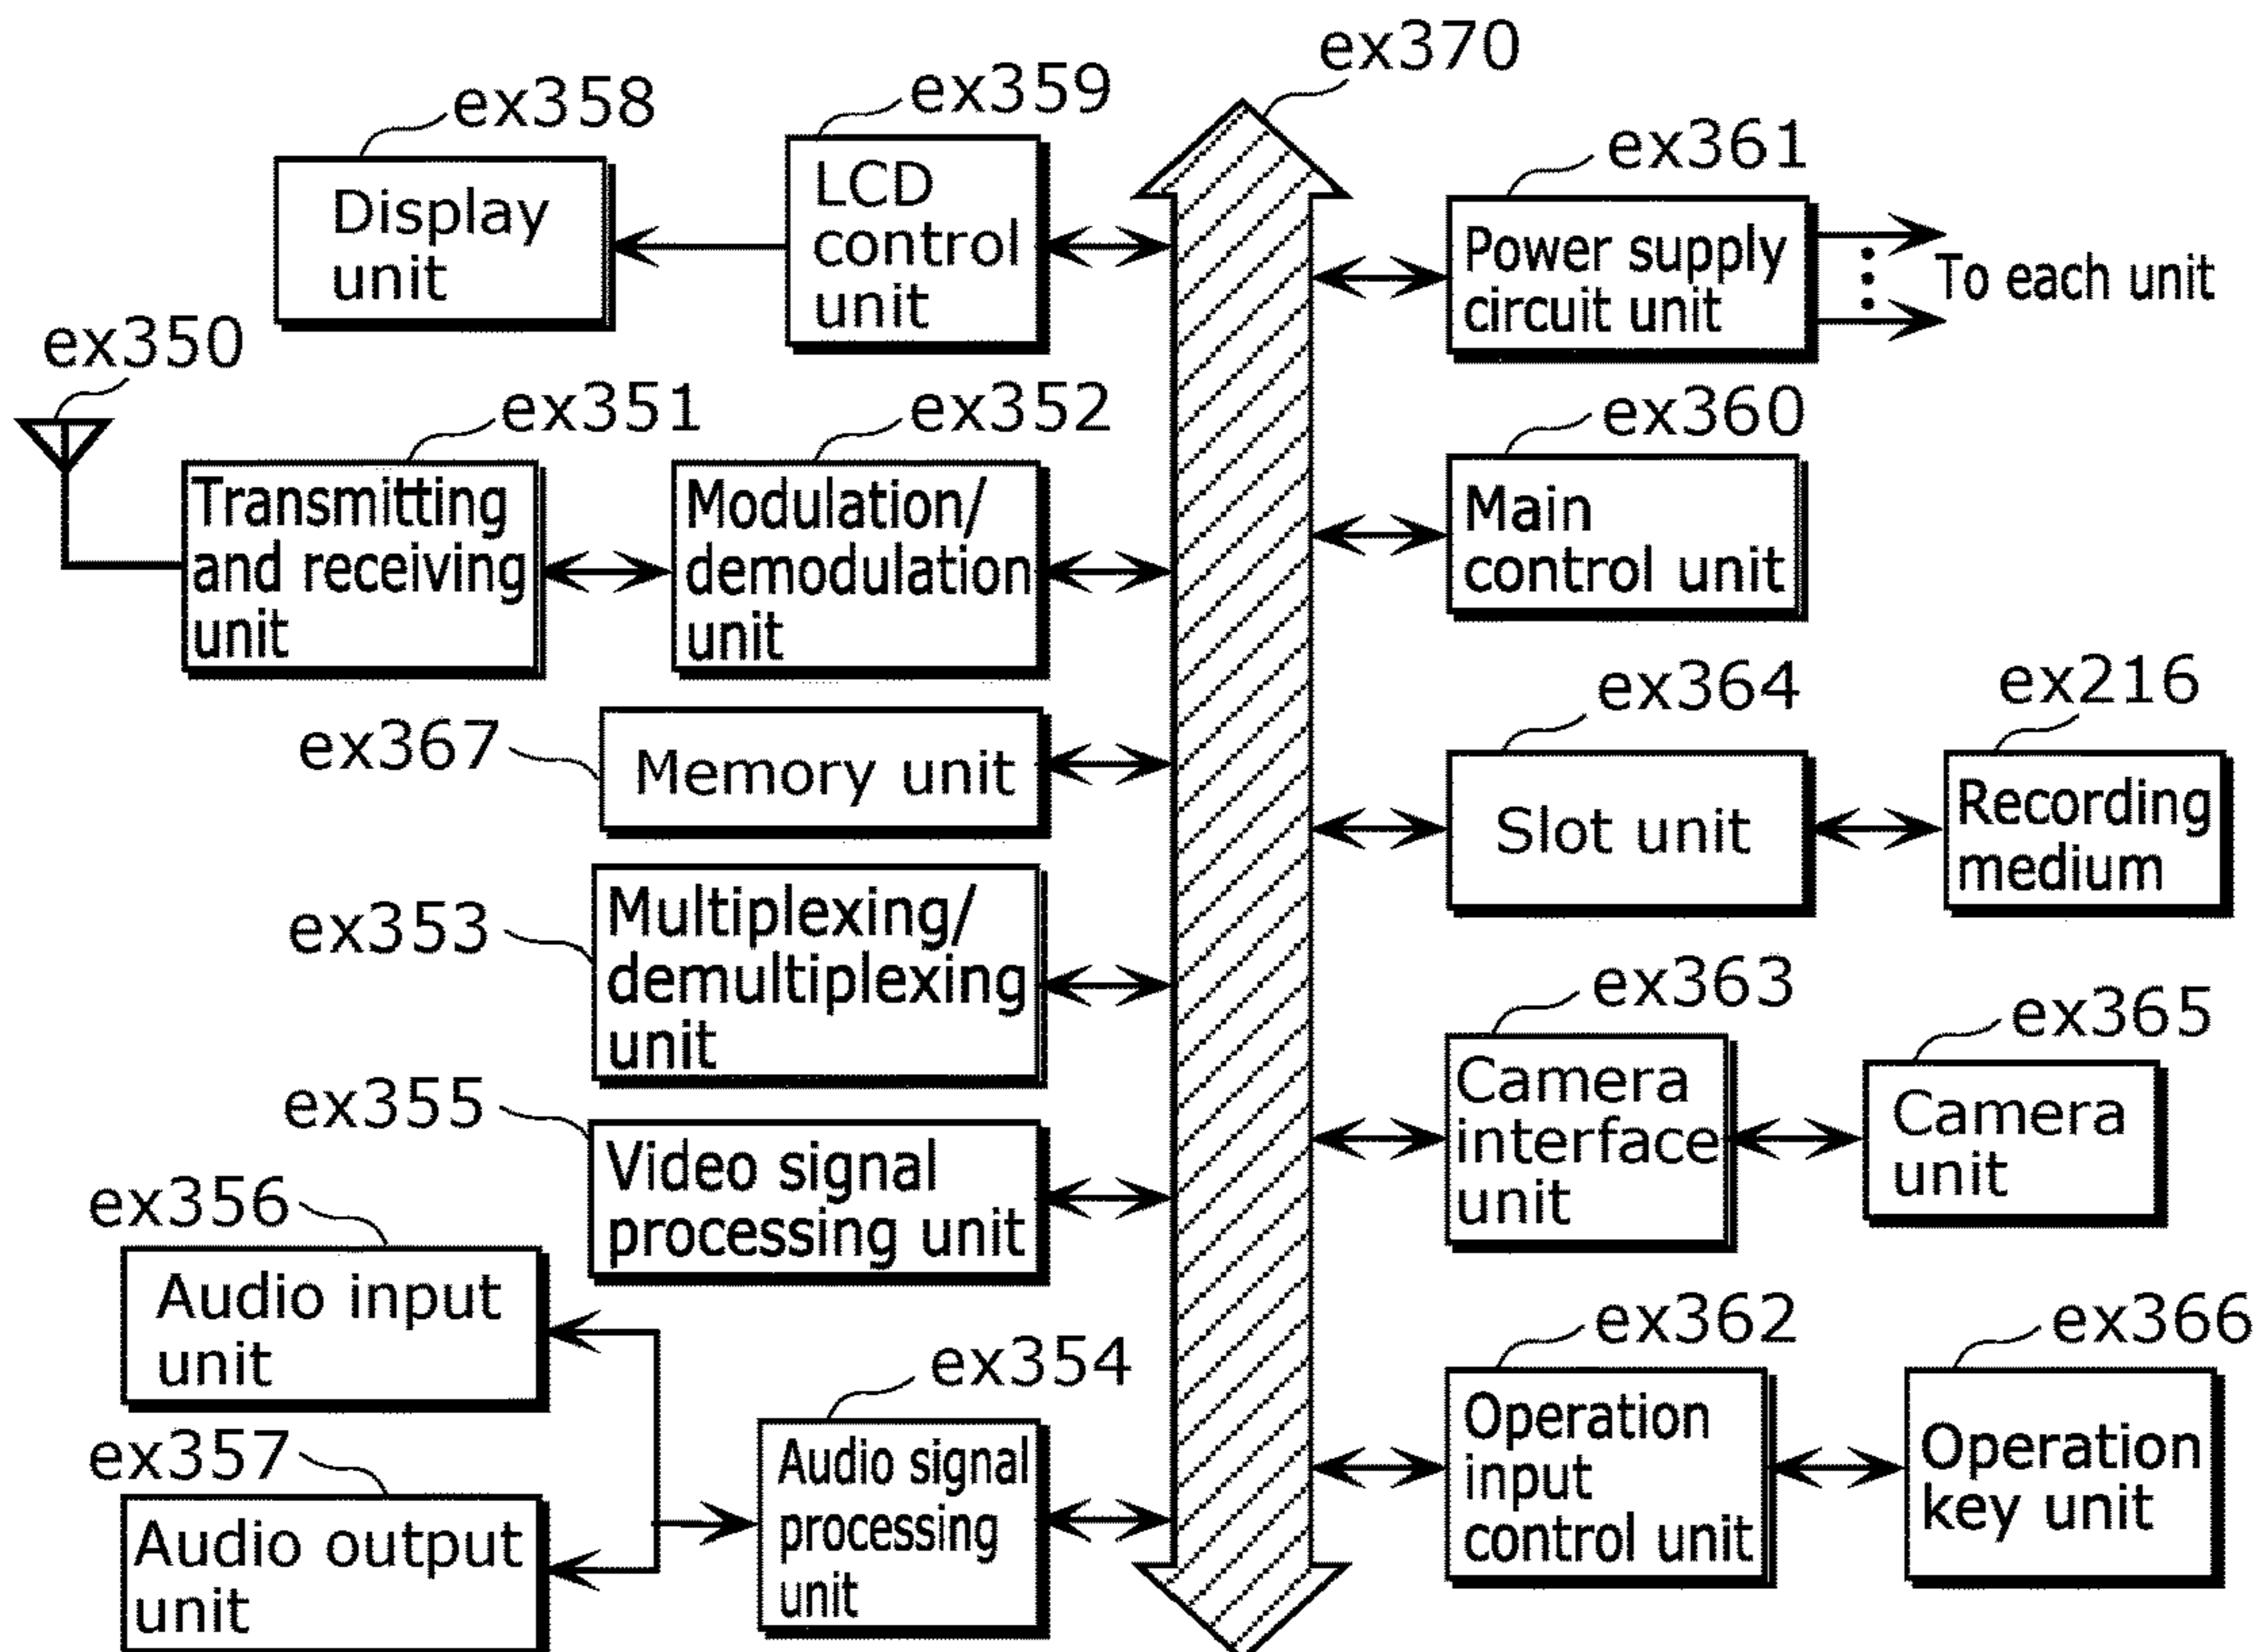 ex370
ex358
ex359
ex361
Display
unit
LCD
control
unit
Power supply
circuit unit
To each unit
ex350
ex351
ex352
ex360
Transmitting
and receiving
unit
Modulation/
demodulation
unit
Main
control unit
ex367
Memory unit
ex364
ex216
Slot unit
Recording
medium
ex353
Multiplexing/
demultiplexing
unit
ex363
ex365
Camera
interface
unit
Camera
unit
ex355
Video signal
processing unit
ex356
Audio input
unit
ex354
ex362
ex366
ex357
Audio output
unit
Audio signal
processing
unit
Operation
input
control unit
Operation
key unit